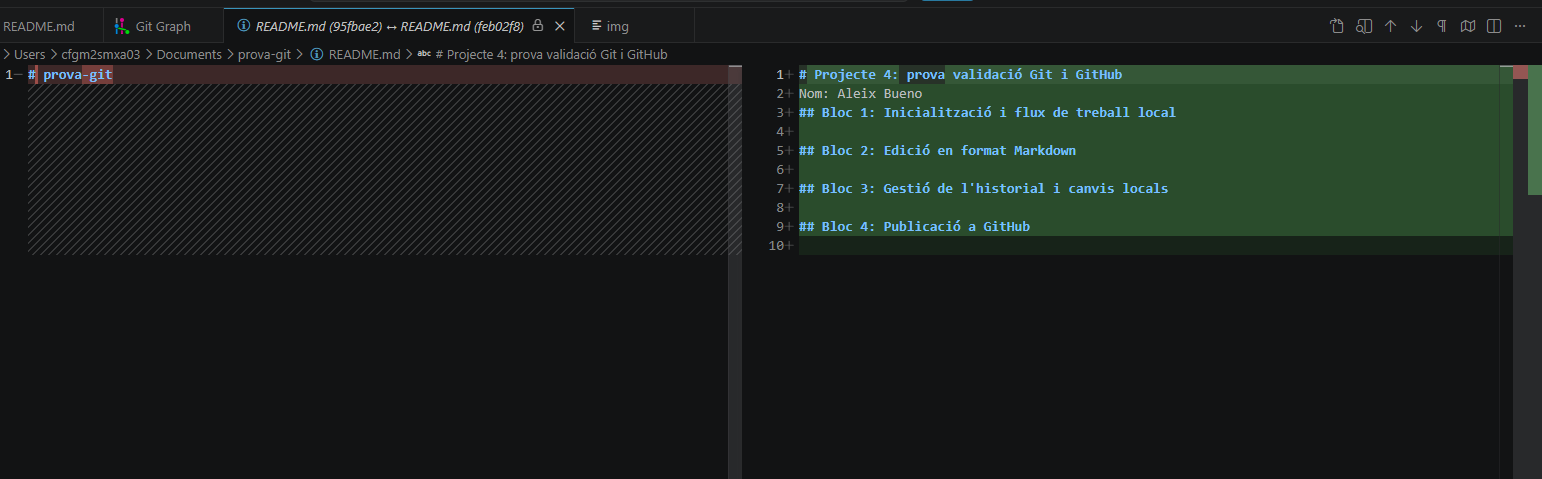 README.md Git Graph README.md (95fbae2) ↔ README.md (feb02f8) img
Users > cfgm2smxa03 > Documents > prova-git > README.md > abc # Projecte 4: prova validació Git i GitHub
1 # prova-git
1 # Projecte 4: prova validació Git i GitHub
2 Nom: Aleix Bueno
3 ## Bloc 1: Inicialització i flux de treball local
4
5 ## Bloc 2: Edició en format Markdown
6
7 ## Bloc 3: Gestió de l'historial i canvis locals
8
9 ## Bloc 4: Publicació a GitHub
10